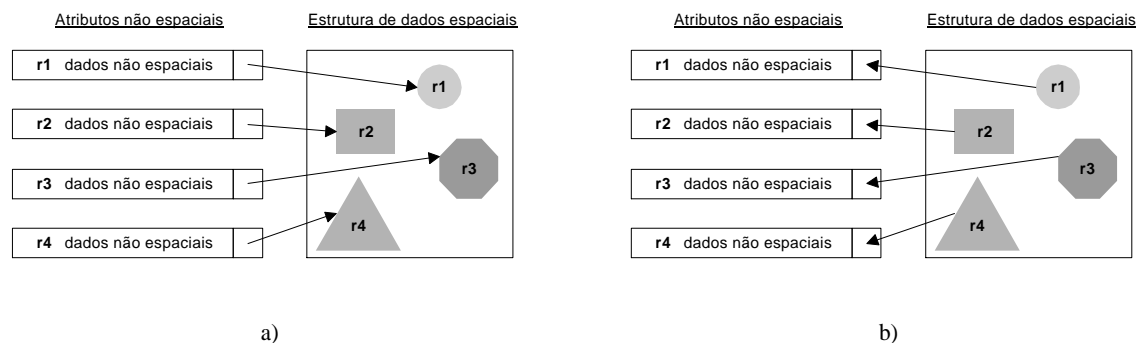 Atributos não espaciais
Estrutura de dados espaciais
r1 dados não espaciais
r2 dados não espaciais
r3 dados não espaciais
r4 dados não espaciais
r1
r2
r3
r4
a)
Atributos não espaciais
Estrutura de dados espaciais
r1 dados não espaciais
r2 dados não espaciais
r3 dados não espaciais
r4 dados não espaciais
r1
r2
r3
r4
b)